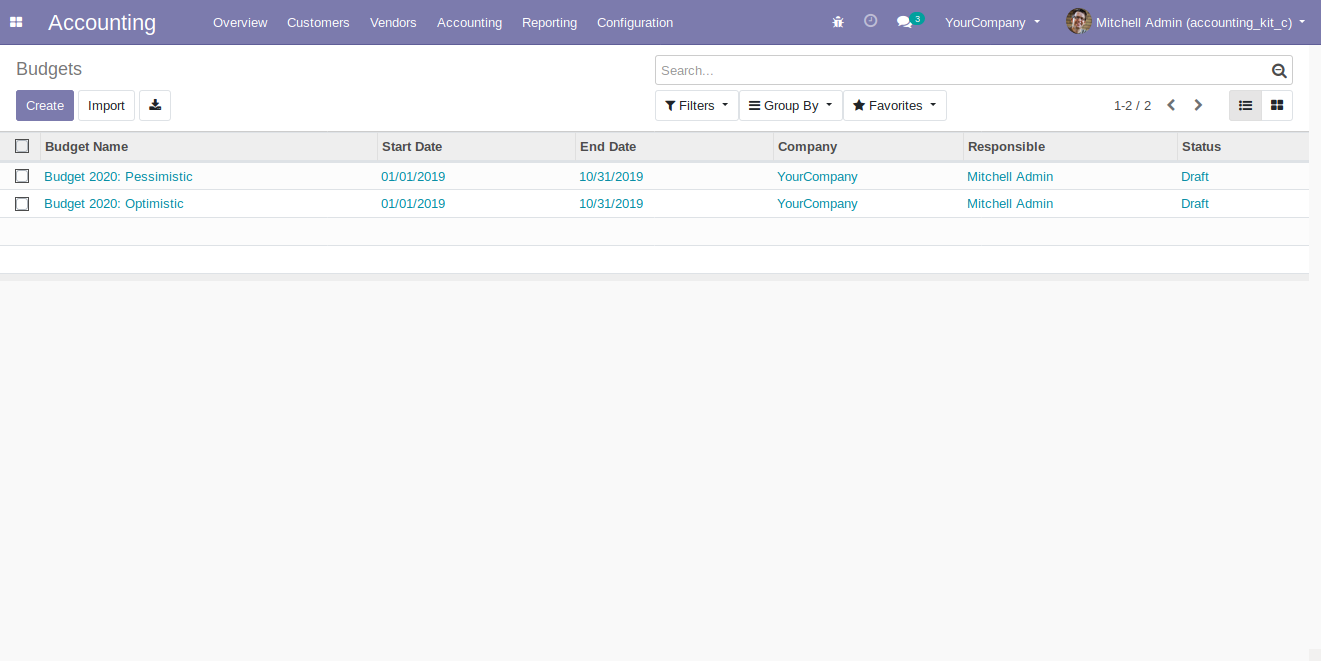 Accounting Overview Customers Vendors Accounting Reporting Configuration 3 YourCompany Mitchell Admin (accounting_kit_c)
Budgets
Search...
Create Import Filters Group By Favorites 1-2 / 2
Budget Name Start Date End Date Company Responsible Status
Budget 2020: Pessimistic 01/01/2019 10/31/2019 YourCompany Mitchell Admin Draft
Budget 2020: Optimistic 01/01/2019 10/31/2019 YourCompany Mitchell Admin Draft